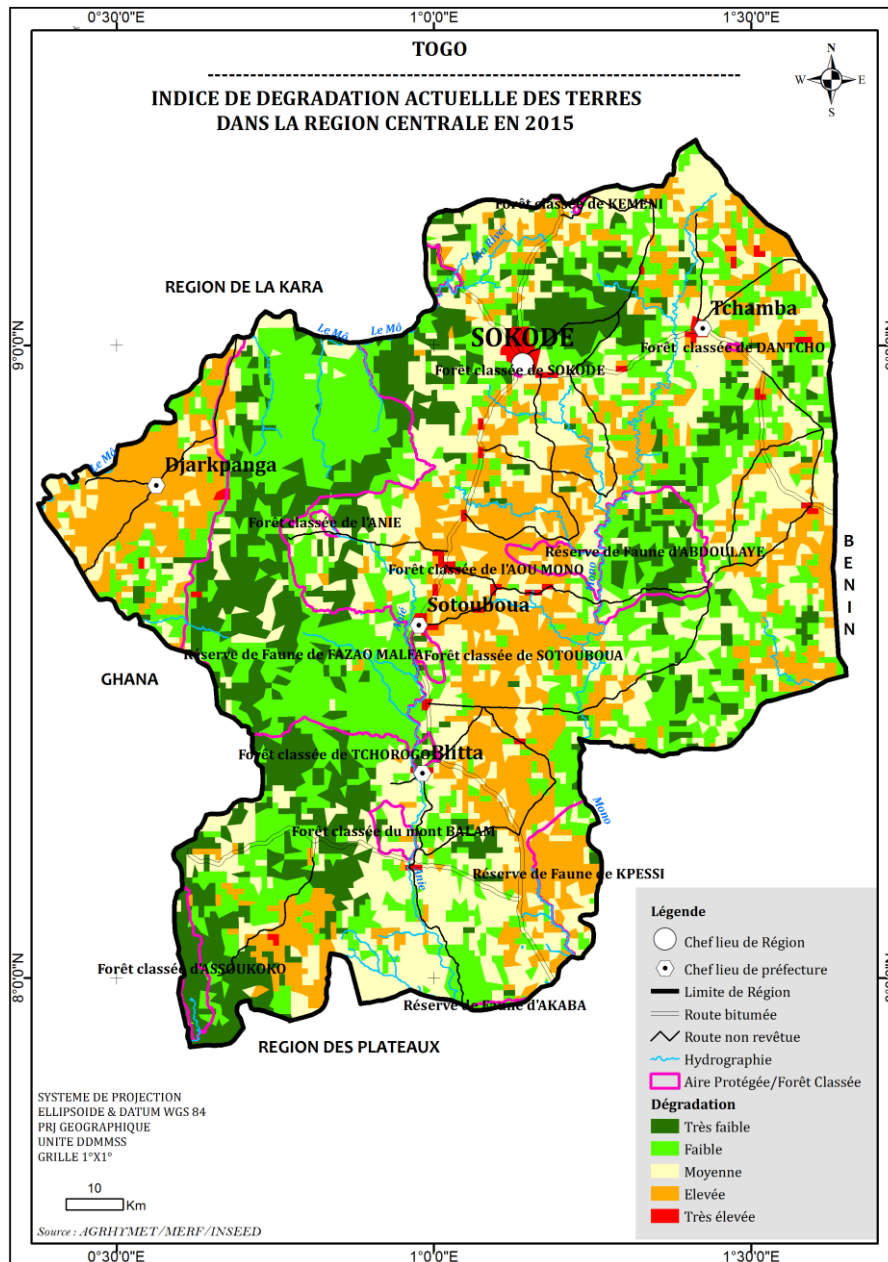 0°30'0"E
1°0'0"E
1°30'0"E
TOGO
INDICE DE DEGRADATION ACTUELLLE DES TERRES
DANS LA REGION CENTRALE EN 2015
N
W
E
S
Forêt classée de KEMENI
Mo River
REGION DE LA KARA
Le Mô
Le Mô
Tchamba
SOKODE
9°0'0"N
Forêt classée de DANTCHO
Forêt classée de SOKODE
Le Mô
Djarkpanga
Forêt classée de l'ANIE
Réserve de Faune d'ABDOULAYE
Forêt classée de l'AOU MONO
Mono
BENIN
Sotouboua
Anié
Réserve de Faune de FAZAO MALFA
Forêt classée de SOTOUBOUA
GHANA
Forêt classée de TCHOROGO
Blitta
Mono
Forêt classée du mont BALAM
Anie
Réserve de Faune de KPESSI
Forêt classée d'ASSOUKOKO
8°0'0"N
Réserve de Faune d'AKABA
REGION DES PLATEAUX
Légende
Chef lieu de Région
Chef lieu de préfecture
Limite de Région
Route bitumée
Route non revêtue
Hydrographie
Aire Protégée/Forêt Classée
Dégradation
Très faible
Faible
Moyenne
Elevée
Très élevée
SYSTEME DE PROJECTION
ELLIPSOIDE & DATUM WGS 84
PRJ GEOGRAPHIQUE
UNITE DDMMSS
GRILLE 1°X1°
10
Km
Source : AGRHYMET/MERF/INSEED
0°30'0"E
1°0'0"E
1°30'0"E